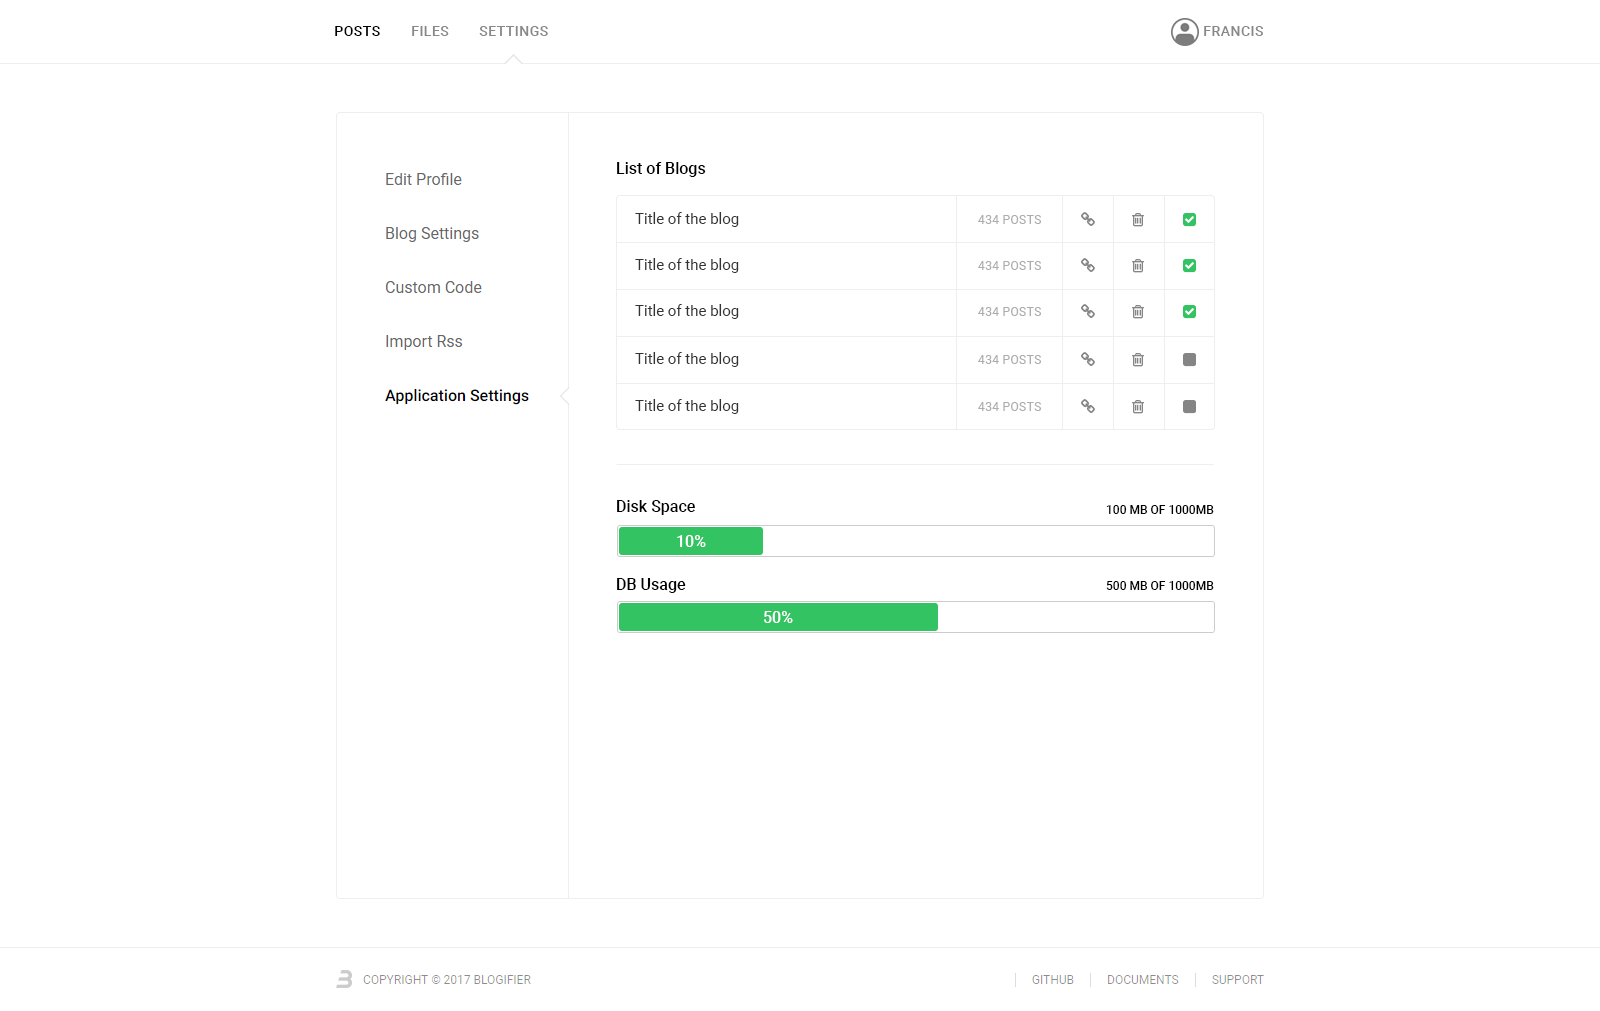 POSTS FILES SETTINGS FRANCIS
Edit Profile
Blog Settings
Custom Code
Import Rss
Application Settings
List of Blogs
Title of the blog 434 POSTS
Title of the blog 434 POSTS
Title of the blog 434 POSTS
Title of the blog 434 POSTS
Title of the blog 434 POSTS
Disk Space 100 MB OF 1000MB
10%
DB Usage 500 MB OF 1000MB
50%
COPYRIGHT © 2017 BLOGIFIER GITHUB DOCUMENTS SUPPORT